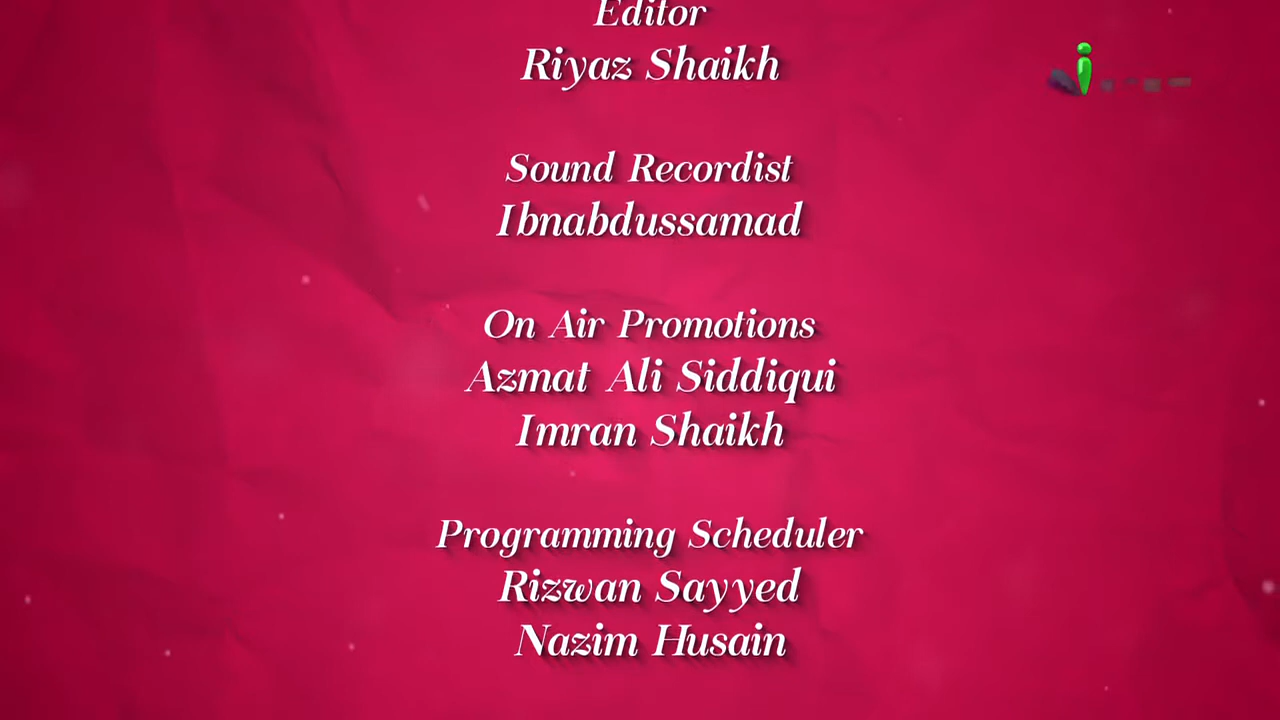 Editor
Riyaz Shaikh
Sound Recordist
Ibnabdussamad
On Air Promotions
Azmat Ali Siddiqui
Imran Shaikh
Programming Scheduler
Rizwan Sayyed
Nazim Husain